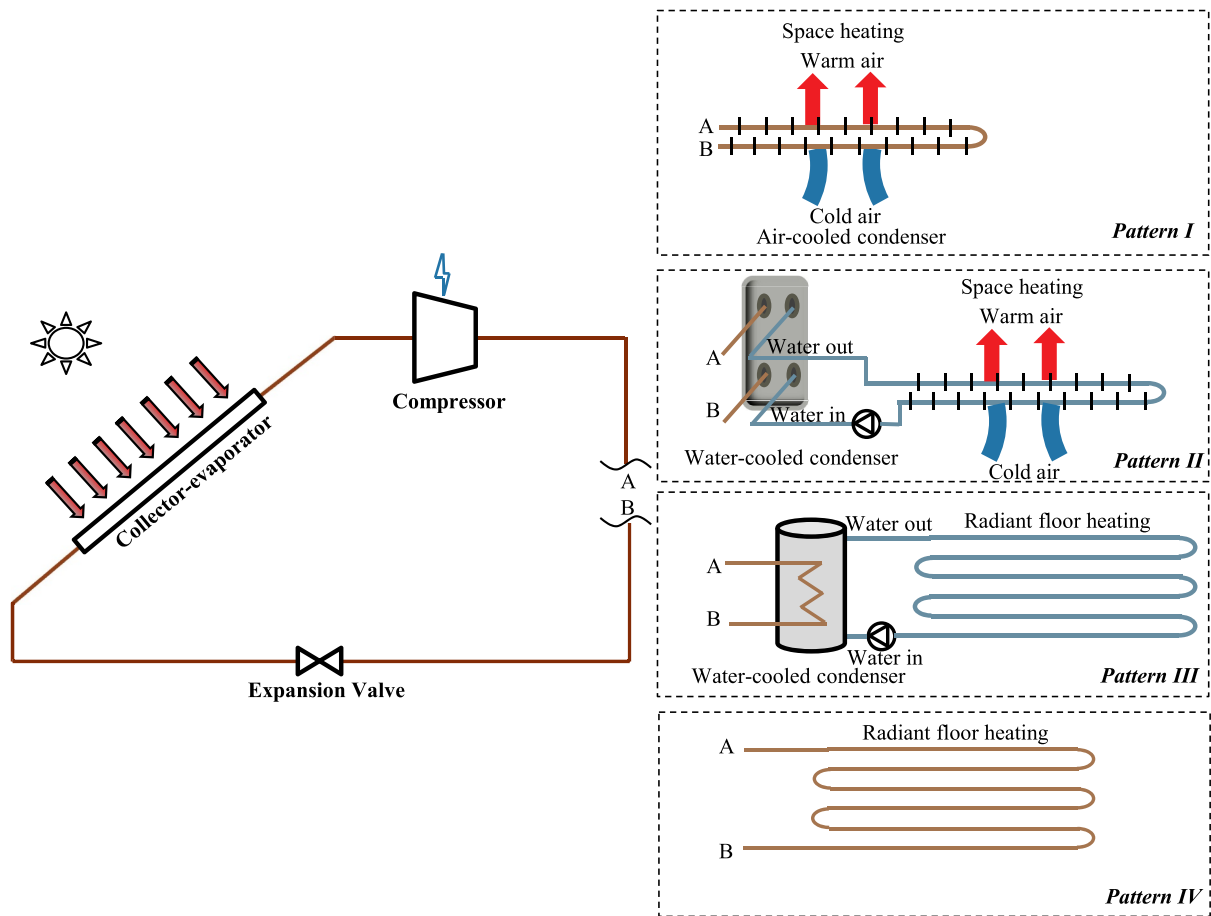 Compressor
Collector-evaporator
A
B
Expansion Valve
Space heating
Warm air
A
B
Cold air
Air-cooled condenser
Pattern I
Space heating
Warm air
A
Water out
B
Water in
Water-cooled condenser
Cold air
Pattern II
Water out
Radiant floor heating
A
B
Water in
Water-cooled condenser
Pattern III
Radiant floor heating
A
B
Pattern IV